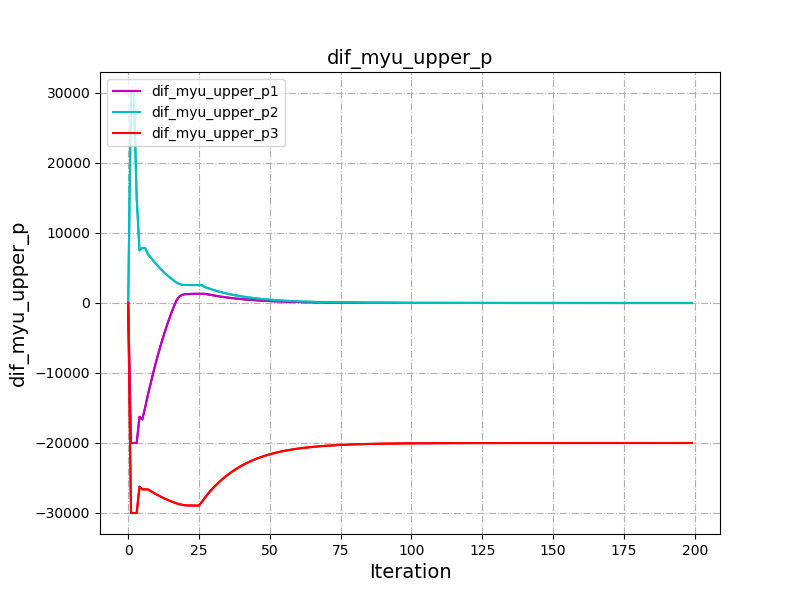 dif_myu_upper_p
dif_myu_upper_p1
dif_myu_upper_p2
dif_myu_upper_p3
30000
20000
10000
0
−10000
−20000
−30000
dif_myu_upper_p
0 25 50 75 100 125 150 175 200
Iteration